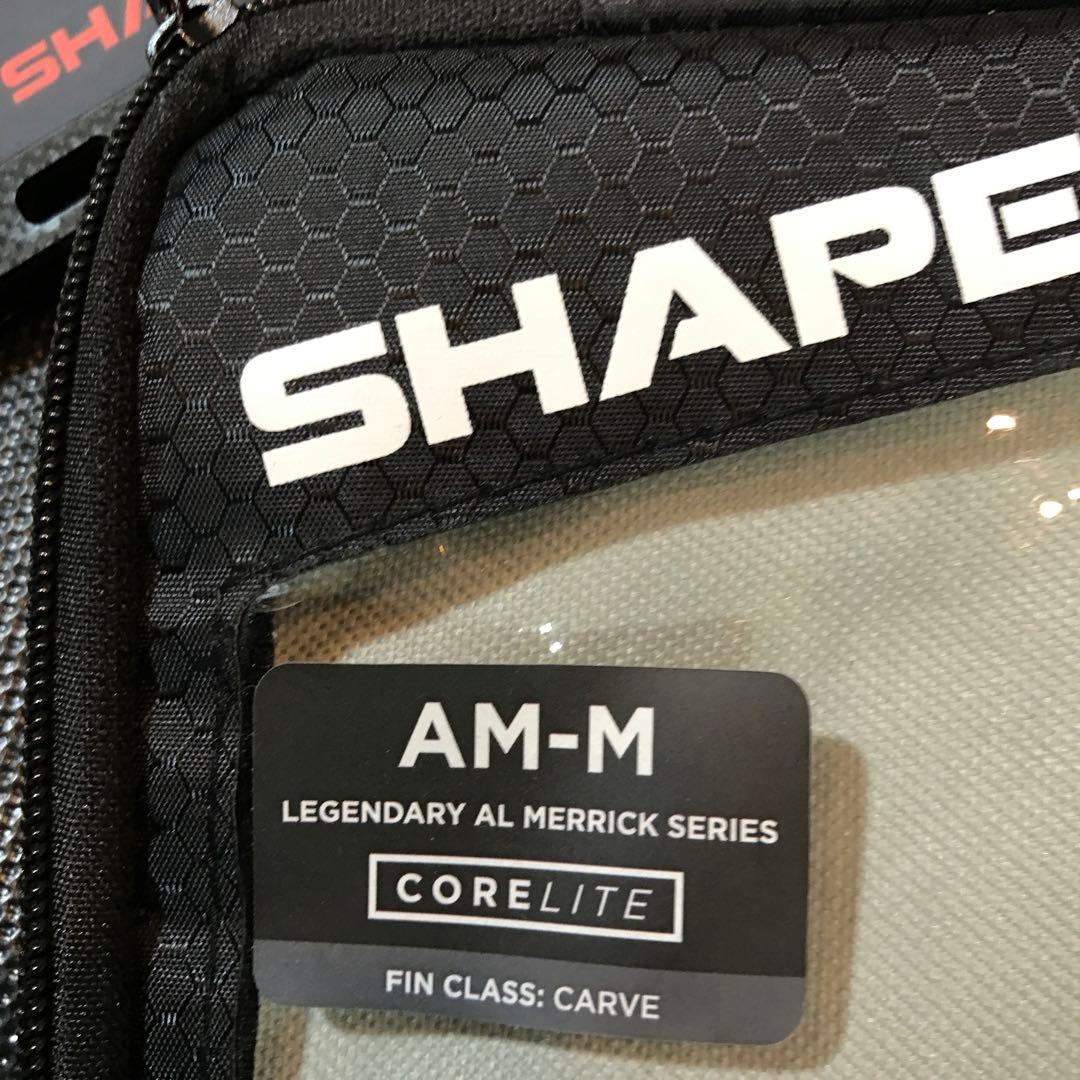 SHA
SHAPE
AM-M
LEGENDARY AL MERRICK SERIES
CORELITE
FIN CLASS: CARVE